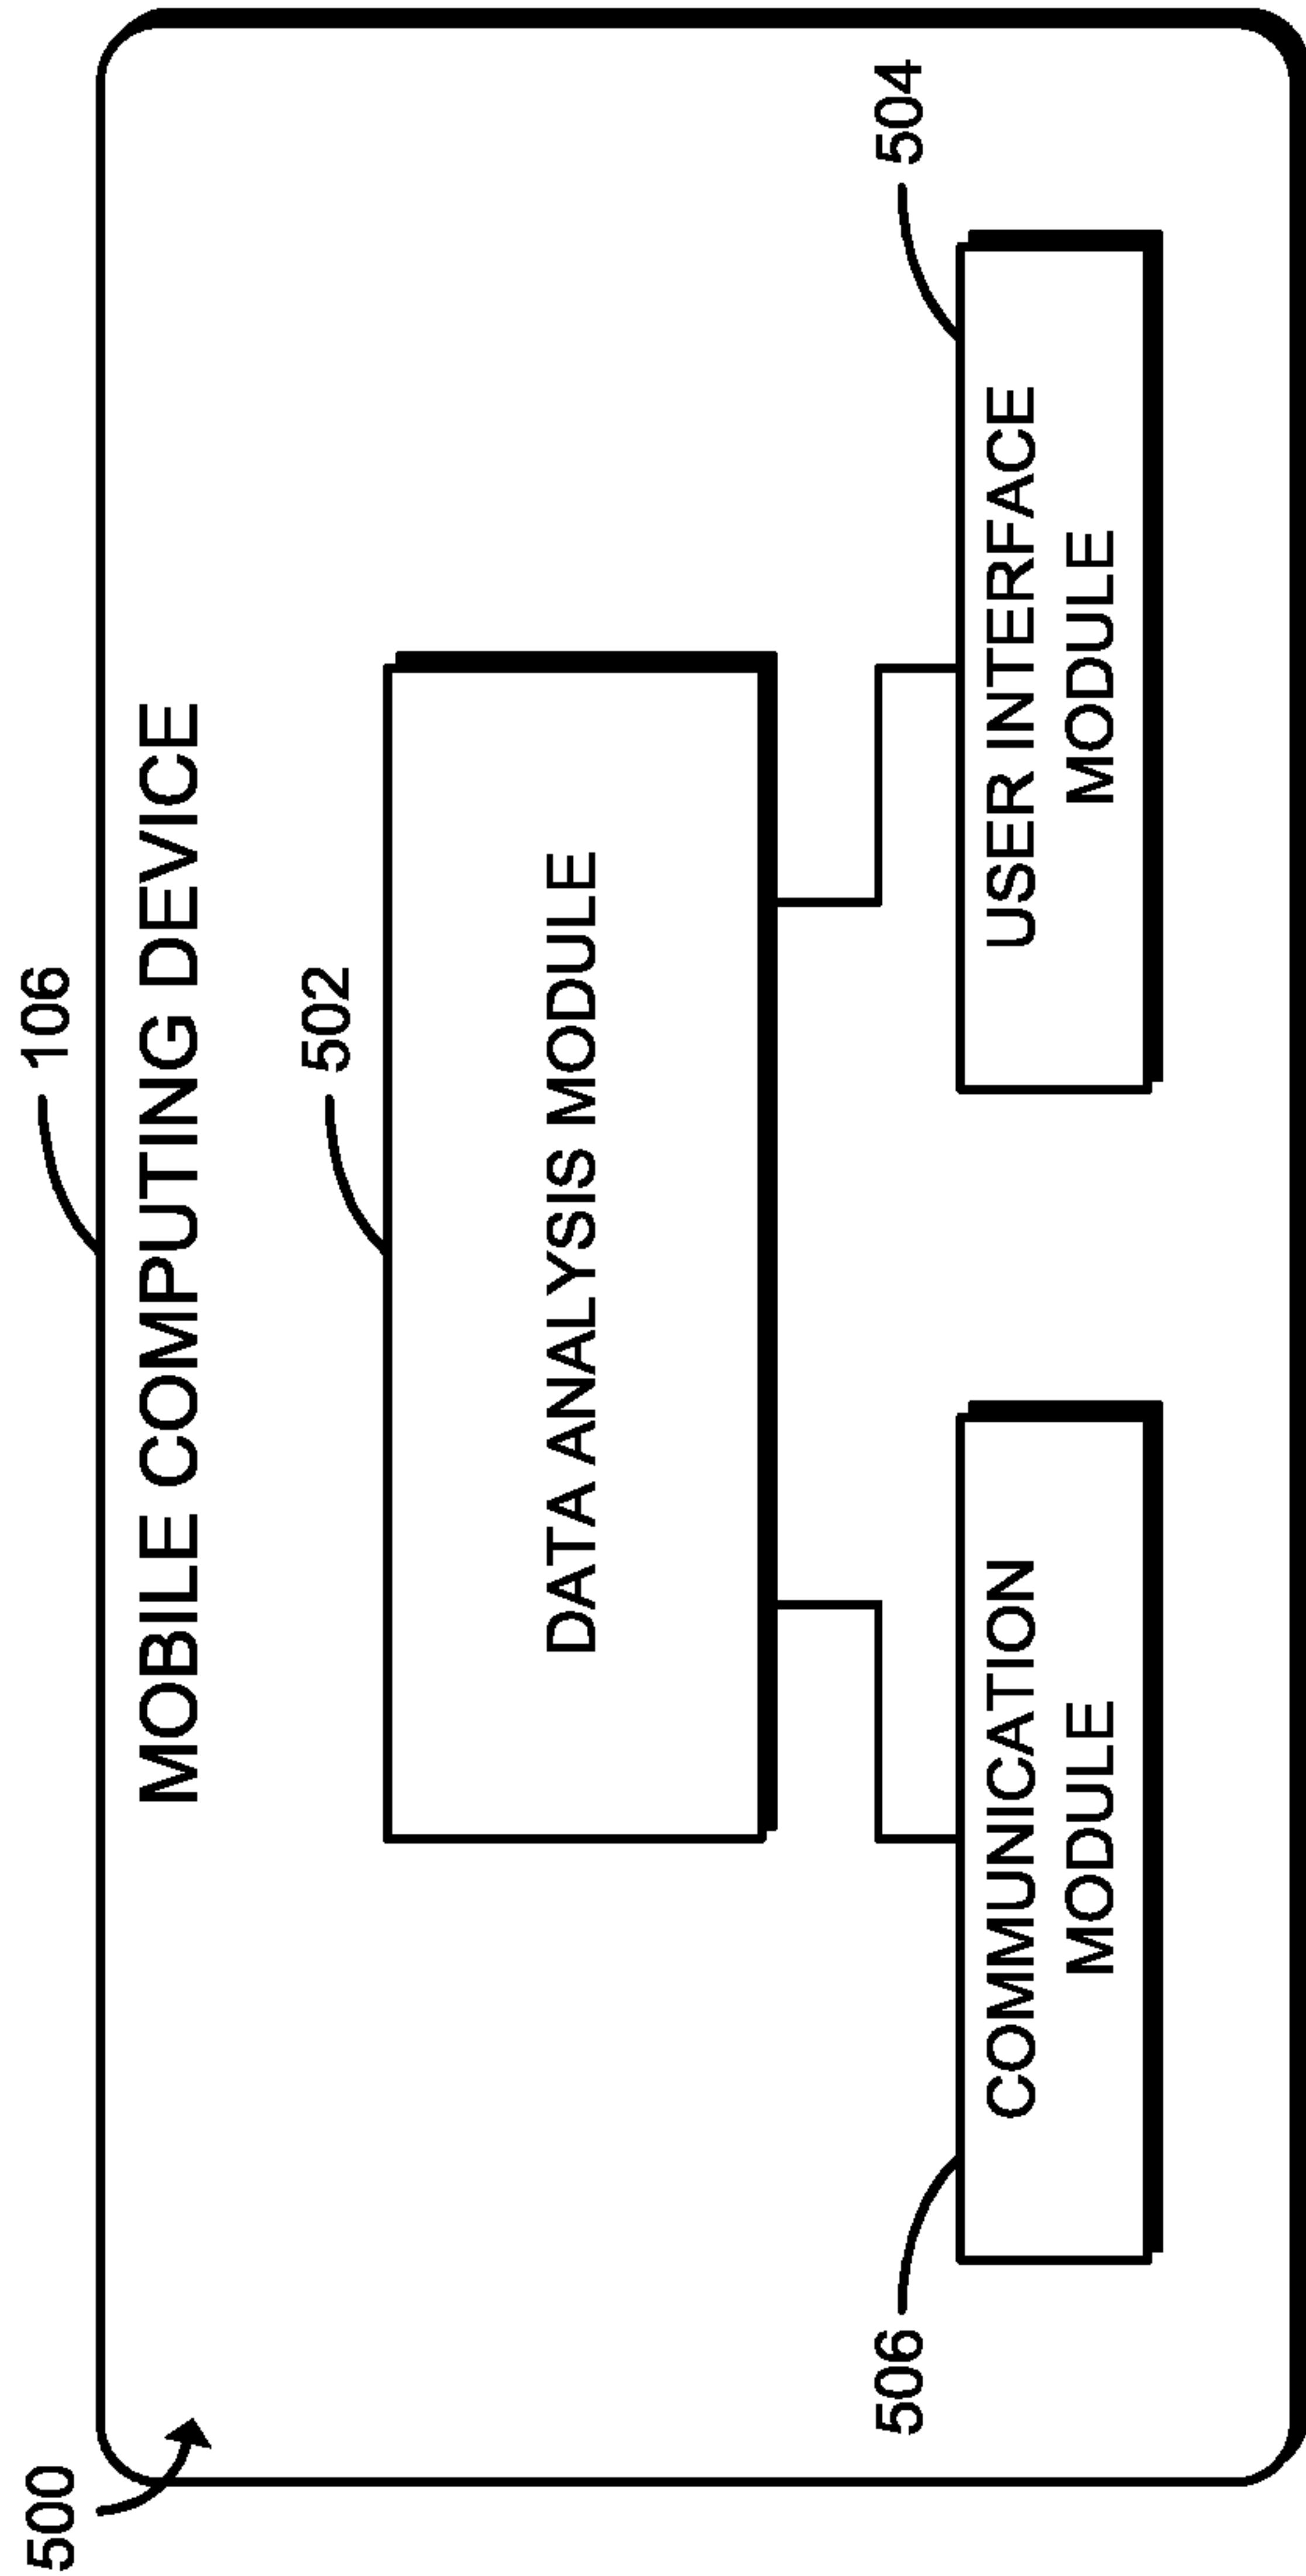 500
106
MOBILE COMPUTING DEVICE
502
DATA ANALYSIS MODULE
506
504
COMMUNICATION
MODULE
USER INTERFACE
MODULE